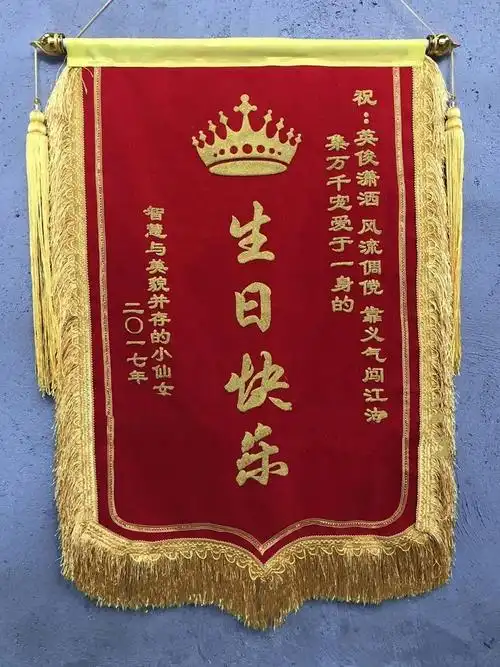 祝：英俊潇洒 风流倜傥 靠义气闯江湖
集万千宠爱于一身的
生日快乐
智慧与美貌并存的小仙女
二〇一七年